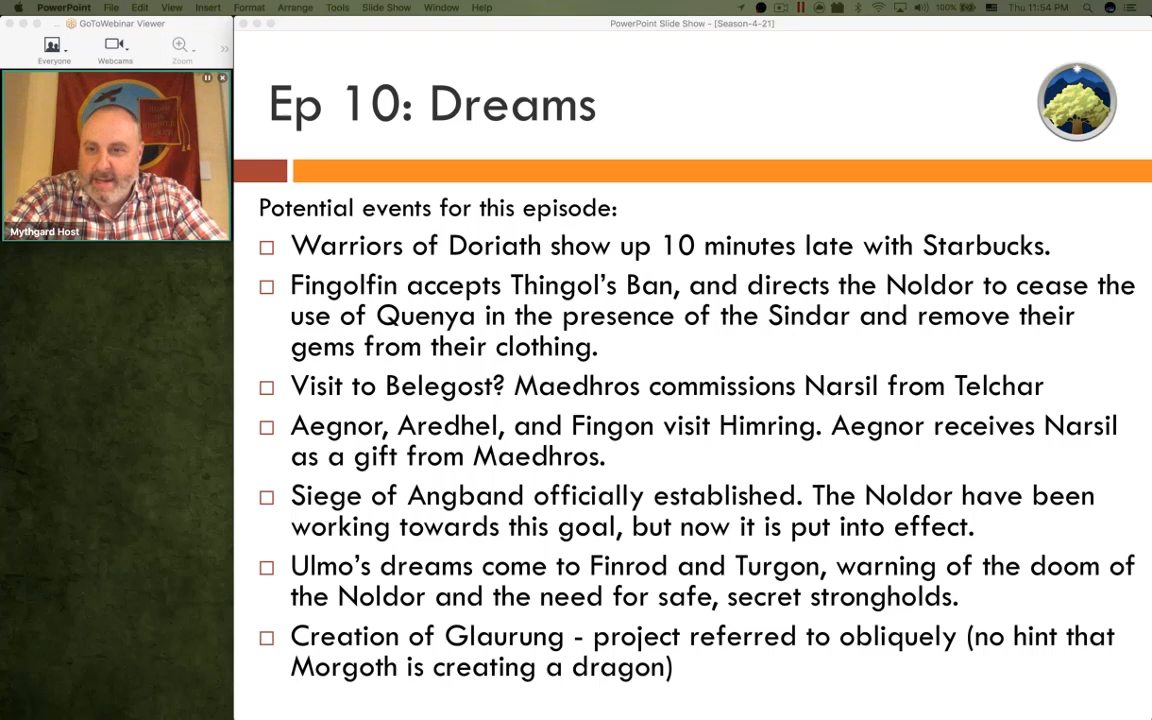 PowerPoint File Edit View Insert Format Arrange Tools Slide Show Window Help 100% Thu 11:54 PM
GoToWebinar Viewer
PowerPoint Slide Show - [Season-4-21]
Everyone Webcams Zoom
Mythgard Host
Ep 10: Dreams
Potential events for this episode:
Warriors of Doriath show up 10 minutes late with Starbucks.
Fingolfin accepts Thingol’s Ban, and directs the Noldor to cease the
use of Quenya in the presence of the Sindar and remove their
gems from their clothing.
Visit to Belegost? Maedhros commissions Narsil from Telchar
Aegnor, Aredhel, and Fingon visit Himring. Aegnor receives Narsil
as a gift from Maedhros.
Siege of Angband officially established. The Noldor have been
working towards this goal, but now it is put into effect.
Ulmo’s dreams come to Finrod and Turgon, warning of the doom of
the Noldor and the need for safe, secret strongholds.
Creation of Glaurung - project referred to obliquely (no hint that
Morgoth is creating a dragon)